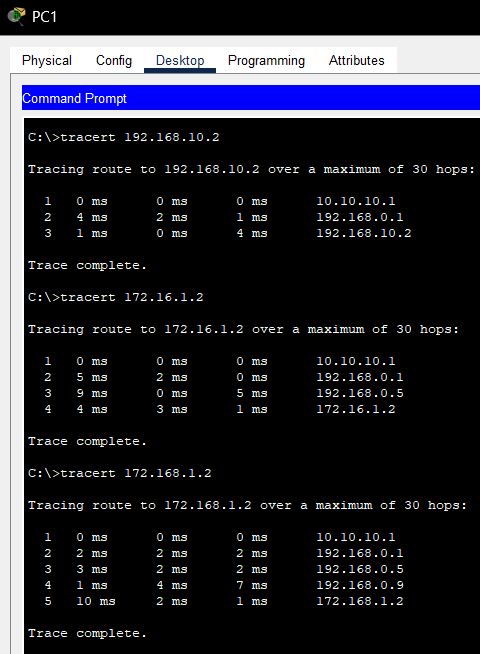 PC1
Physical Config Desktop Programming Attributes
Command Prompt
C:\>tracert 192.168.10.2
Tracing route to 192.168.10.2 over a maximum of 30 hops:
1 0 ms 0 ms 0 ms 10.10.10.1
2 4 ms 2 ms 1 ms 192.168.0.1
3 1 ms 0 ms 4 ms 192.168.10.2
Trace complete.
C:\>tracert 172.16.1.2
Tracing route to 172.16.1.2 over a maximum of 30 hops:
1 0 ms 0 ms 0 ms 10.10.10.1
2 5 ms 2 ms 0 ms 192.168.0.1
3 9 ms 0 ms 5 ms 192.168.0.5
4 4 ms 3 ms 1 ms 172.16.1.2
Trace complete.
C:\>tracert 172.168.1.2
Tracing route to 172.168.1.2 over a maximum of 30 hops:
1 0 ms 0 ms 0 ms 10.10.10.1
2 2 ms 2 ms 2 ms 192.168.0.1
3 3 ms 2 ms 2 ms 192.168.0.5
4 1 ms 4 ms 7 ms 192.168.0.9
5 10 ms 2 ms 1 ms 172.168.1.2
Trace complete.